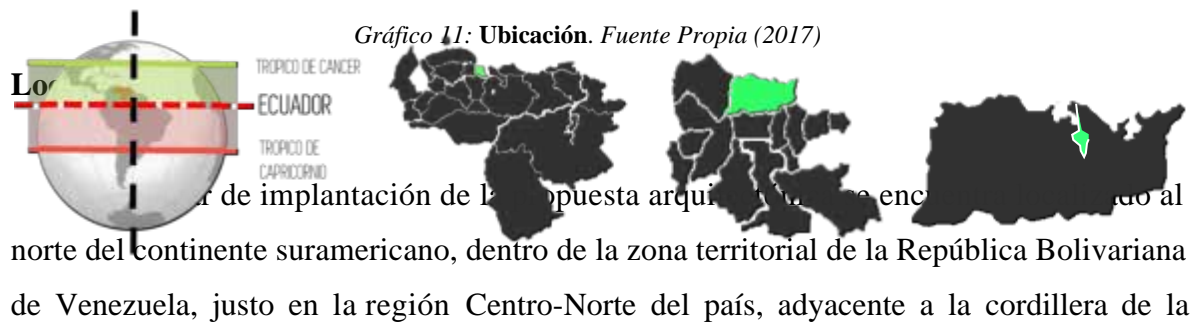 Gráfico 11: Ubicación. Fuente Propia (2017)
TROPICO DE CANCER
ECUADOR
TROPICO DE
CAPRICORNIO
de implantación de la
al
norte del continente suramericano, dentro de la zona territorial de la República Bolivariana
de Venezuela, justo en la región Centro-Norte del país, adyacente a la cordillera de la